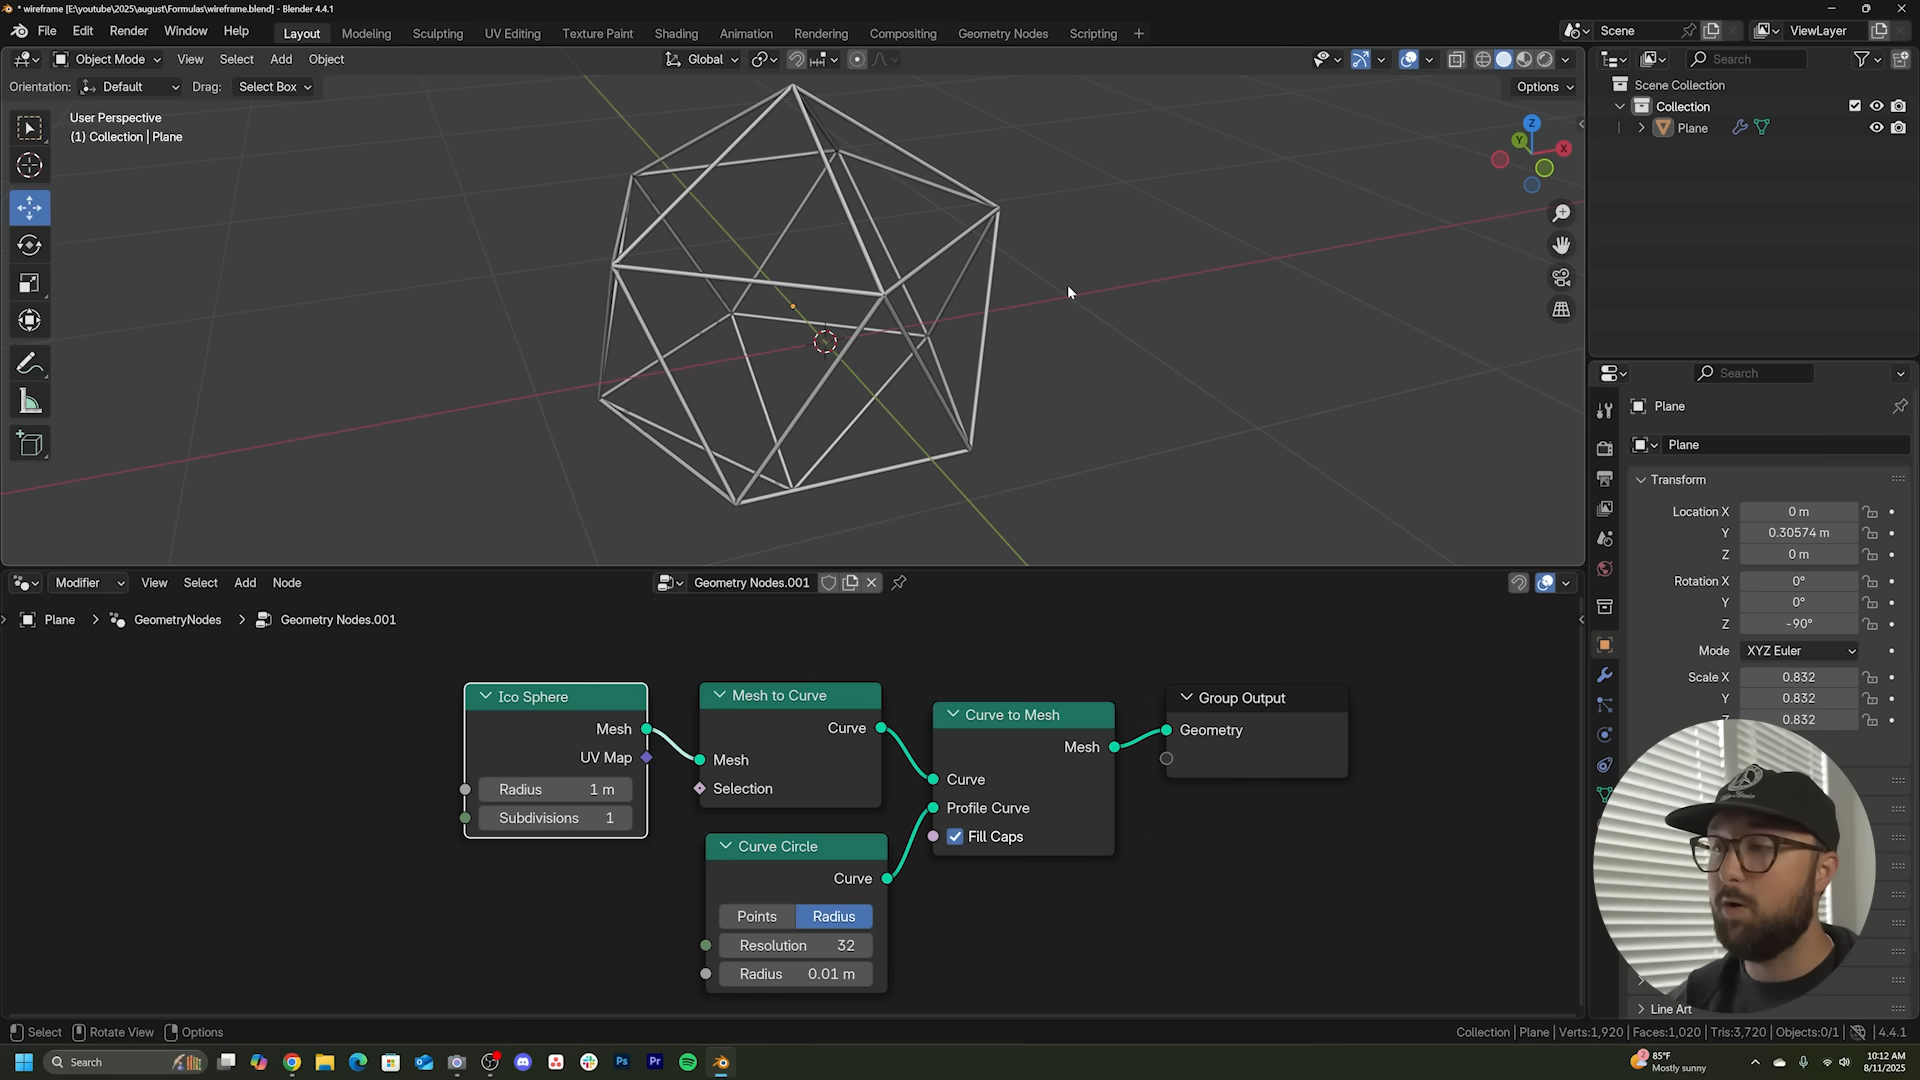 * wireframe [E:\youtube\2025\august\Formulas\wireframe.blend] - Blender 4.4.1
File Edit Render Window Help Layout Modeling Sculpting UV Editing Texture Paint Shading Animation Rendering Compositing Geometry Nodes Scripting + Scene ViewLayer
Object Mode View Select Add Object Global Search
Orientation: Default Drag: Select Box Options Scene Collection
User Perspective
(1) Collection | Plane
Collection
Plane
Z
Y
X
Search
Plane
Plane
Transform
Location X 0 m
Y 0.30574 m
Z 0 m
Rotation X 0°
Y 0°
Z -90°
Mode XYZ Euler
Scale X 0.832
Y 0.832
Z 0.832
Line Art
Modifier View Select Add Node Geometry Nodes.001
Plane > GeometryNodes > Geometry Nodes.001
Ico Sphere
Mesh
UV Map
Radius 1 m
Subdivisions 1
Mesh to Curve
Curve
Mesh
Selection
Curve Circle
Curve
Points Radius
Resolution 32
Radius 0.01 m
Curve to Mesh
Mesh
Curve
Profile Curve
Fill Caps
Group Output
Geometry
Select Rotate View Options Collection | Plane | Verts:1,920 | Faces:1,020 | Tris:3,720 | Objects:0/1 | 4.4.1
Search
Ps
Pr
2
85°F
Mostly sunny
10:12 AM
8/11/2025